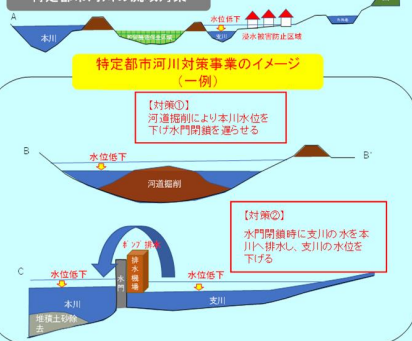 A
水位低下
本川
支川
浸水被害防止区域
特定都市河川対策事業のイメージ
(一例)
【対策①】
河道掘削により本川水位を
下げ水門閉鎖を遅らせる
B
水位低下
B'
河道掘削
【対策②】
水門閉鎖時に支川の水を本
川へ排水し、支川の水位を
下げる
ポンプ排水
C
水位低下
水門
排水機場
水位低下
本川
支川
堆積土砂除
去